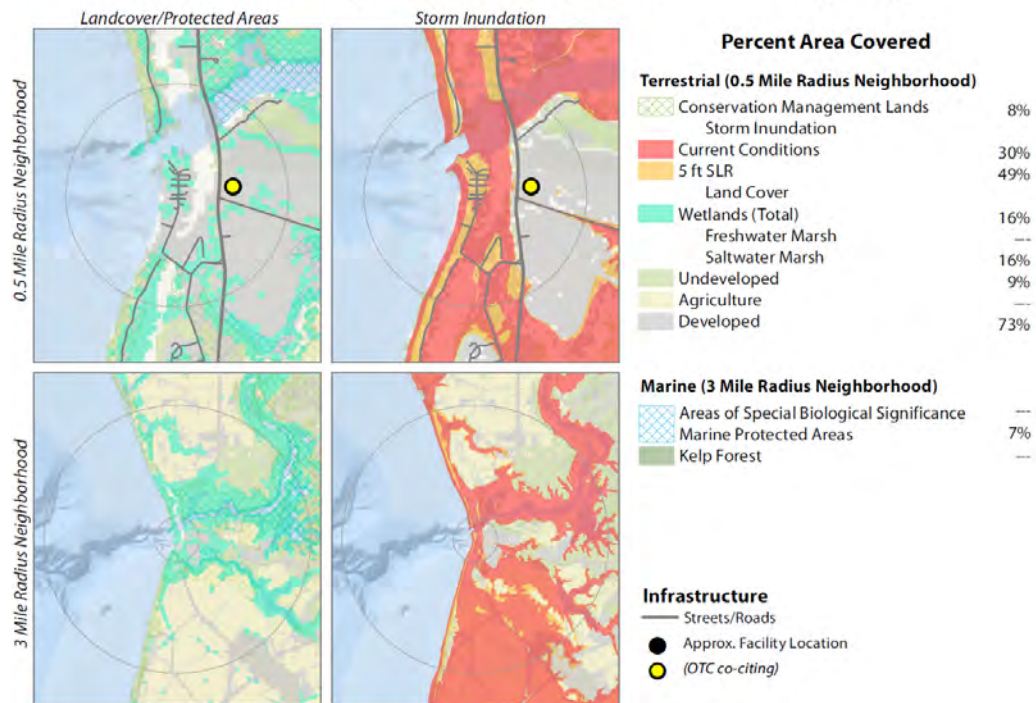 Landcover/Protected Areas
Storm Inundation
0.5 Mile Radius Neighborhood
3 Mile Radius Neighborhood
Percent Area Covered
Terrestrial (0.5 Mile Radius Neighborhood)
Conservation Management Lands 8%
Storm Inundation
Current Conditions 30%
5 ft SLR 49%
Land Cover
Wetlands (Total) 16%
Freshwater Marsh ---
Saltwater Marsh 16%
Undeveloped 9%
Agriculture ---
Developed 73%
Marine (3 Mile Radius Neighborhood)
Areas of Special Biological Significance ---
Marine Protected Areas 7%
Kelp Forest ---
Infrastructure
Streets/Roads
Approx. Facility Location
(OTC co-citing)